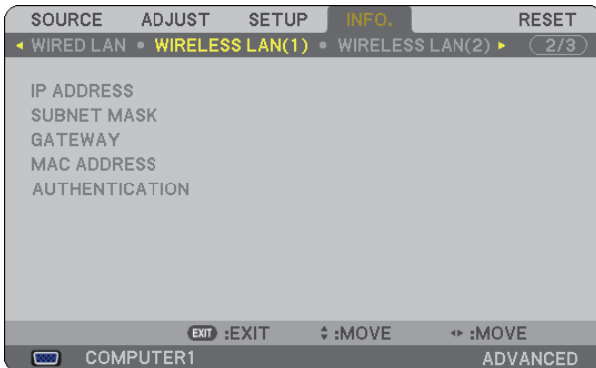 SOURCE ADJUST SETUP INFO. RESET
WIRED LAN • WIRELESS LAN(1) • WIRELESS LAN(2) 2/3
IP ADDRESS
SUBNET MASK
GATEWAY
MAC ADDRESS
AUTHENTICATION
EXIT :EXIT :MOVE :MOVE
COMPUTER1 ADVANCED